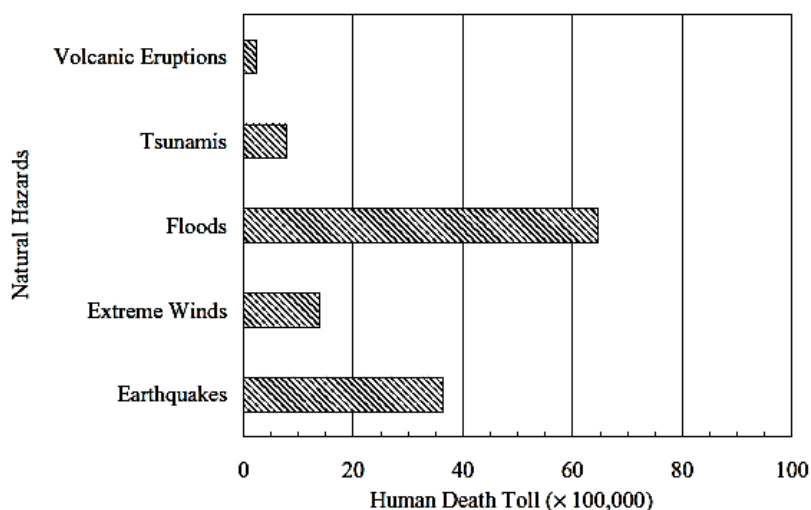 Volcanic Eruptions
Tsunamis
Floods
Extreme Winds
Earthquakes
Natural Hazards
0 20 40 60 80 100
Human Death Toll (× 100,000)